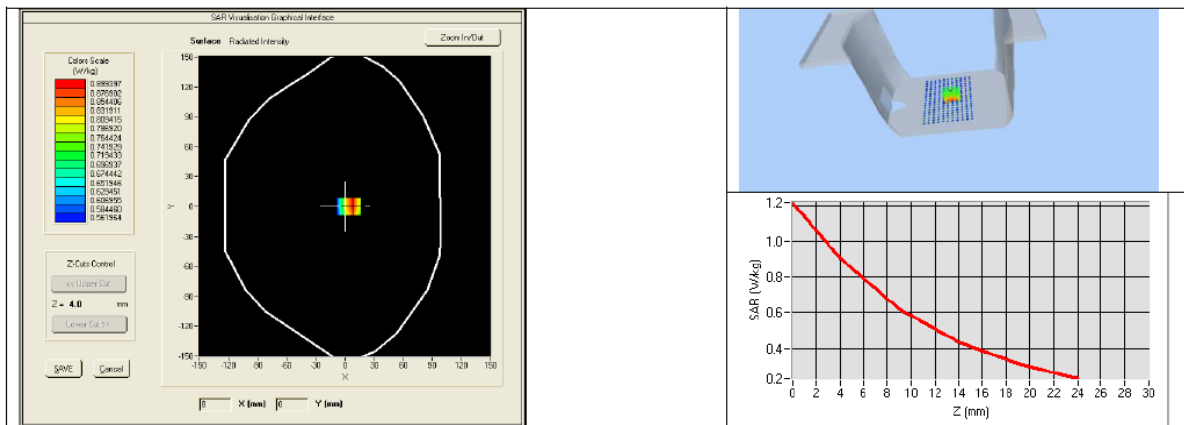 SAR Visualisation Graphical Interface
Surface Radiated Intensity
Zoom In/Out
Colors Scale
(W/kg)
0.899397
0.876902
0.854406
0.831911
0.809415
0.786920
0.764424
0.741929
0.719433
0.696937
0.674442
0.651946
0.629451
0.606955
0.584460
0.561964
Z-Cuts Control
<< Upper Cut
Z = 4.0 mm
Lower Cut >>
SAVE Cancel
150
120
90
60
30
0
-30
-60
-90
-120
-150
Y
-150 -120 -90 -60 -30 0 30 60 90 120 150
X
8 X (mm) 0 Y (mm)
1.2
1.0
0.8
0.6
0.4
0.2
SAR (W/kg)
0 2 4 6 8 10 12 14 16 18 20 22 24 26 28 30
Z (mm)